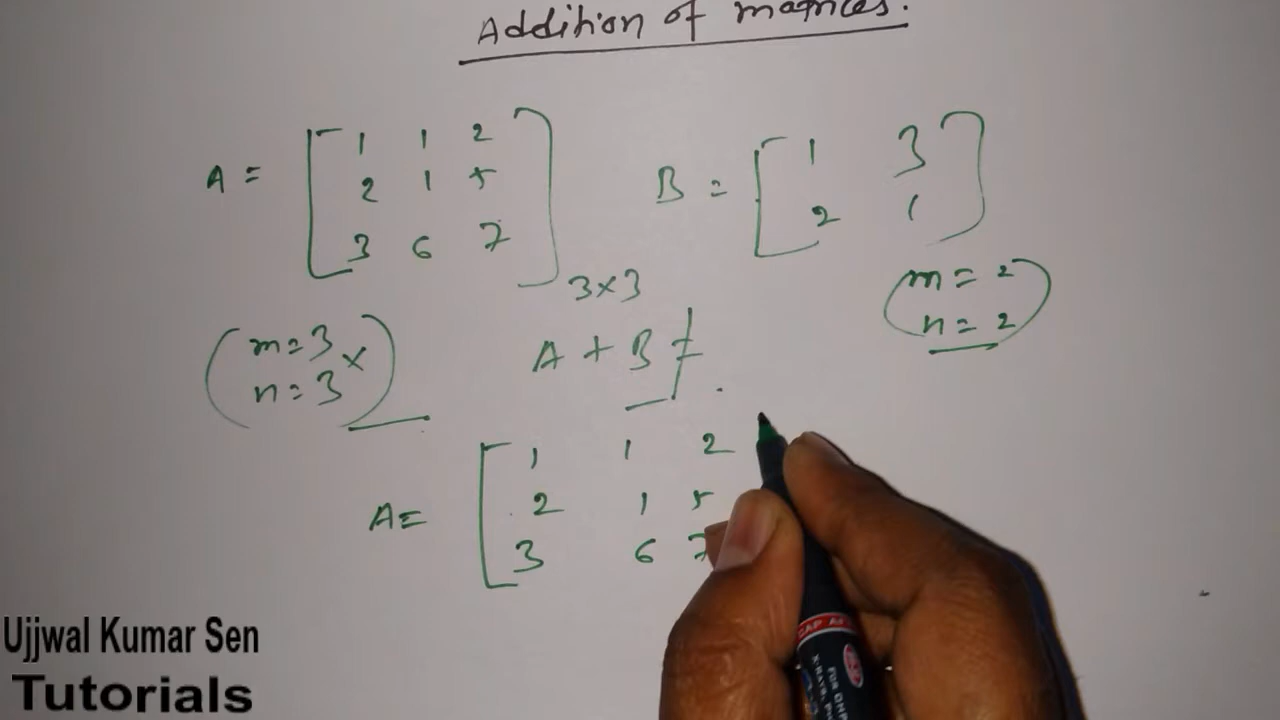 Addition of matrices.
A = [ 1 1 2
2 1 5
3 6 7 ] 3×3
B = [ 1 3
2 1 ]
( m = 3
n = 3 × )
A + B ≠ .
( m = 2
n = 2 )
A = [ 1 1 2
2 1 5
3 6 7
Ujjwal Kumar Sen
Tutorials